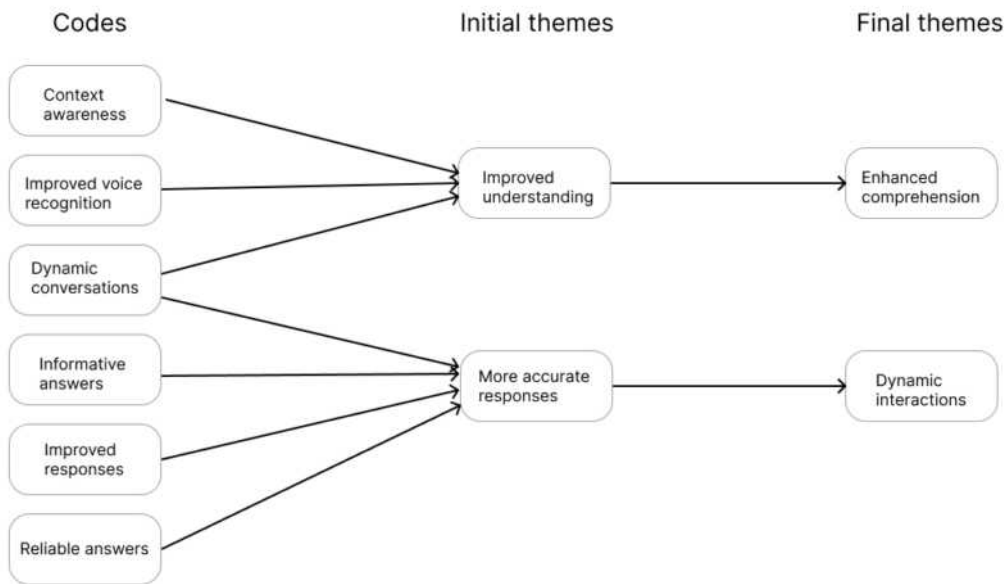 Codes
Initial themes
Final themes
Context
awareness
Improved voice
recognition
Dynamic
conversations
Informative
answers
Improved
responses
Reliable answers
Improved
understanding
More accurate
responses
Enhanced
comprehension
Dynamic
interactions